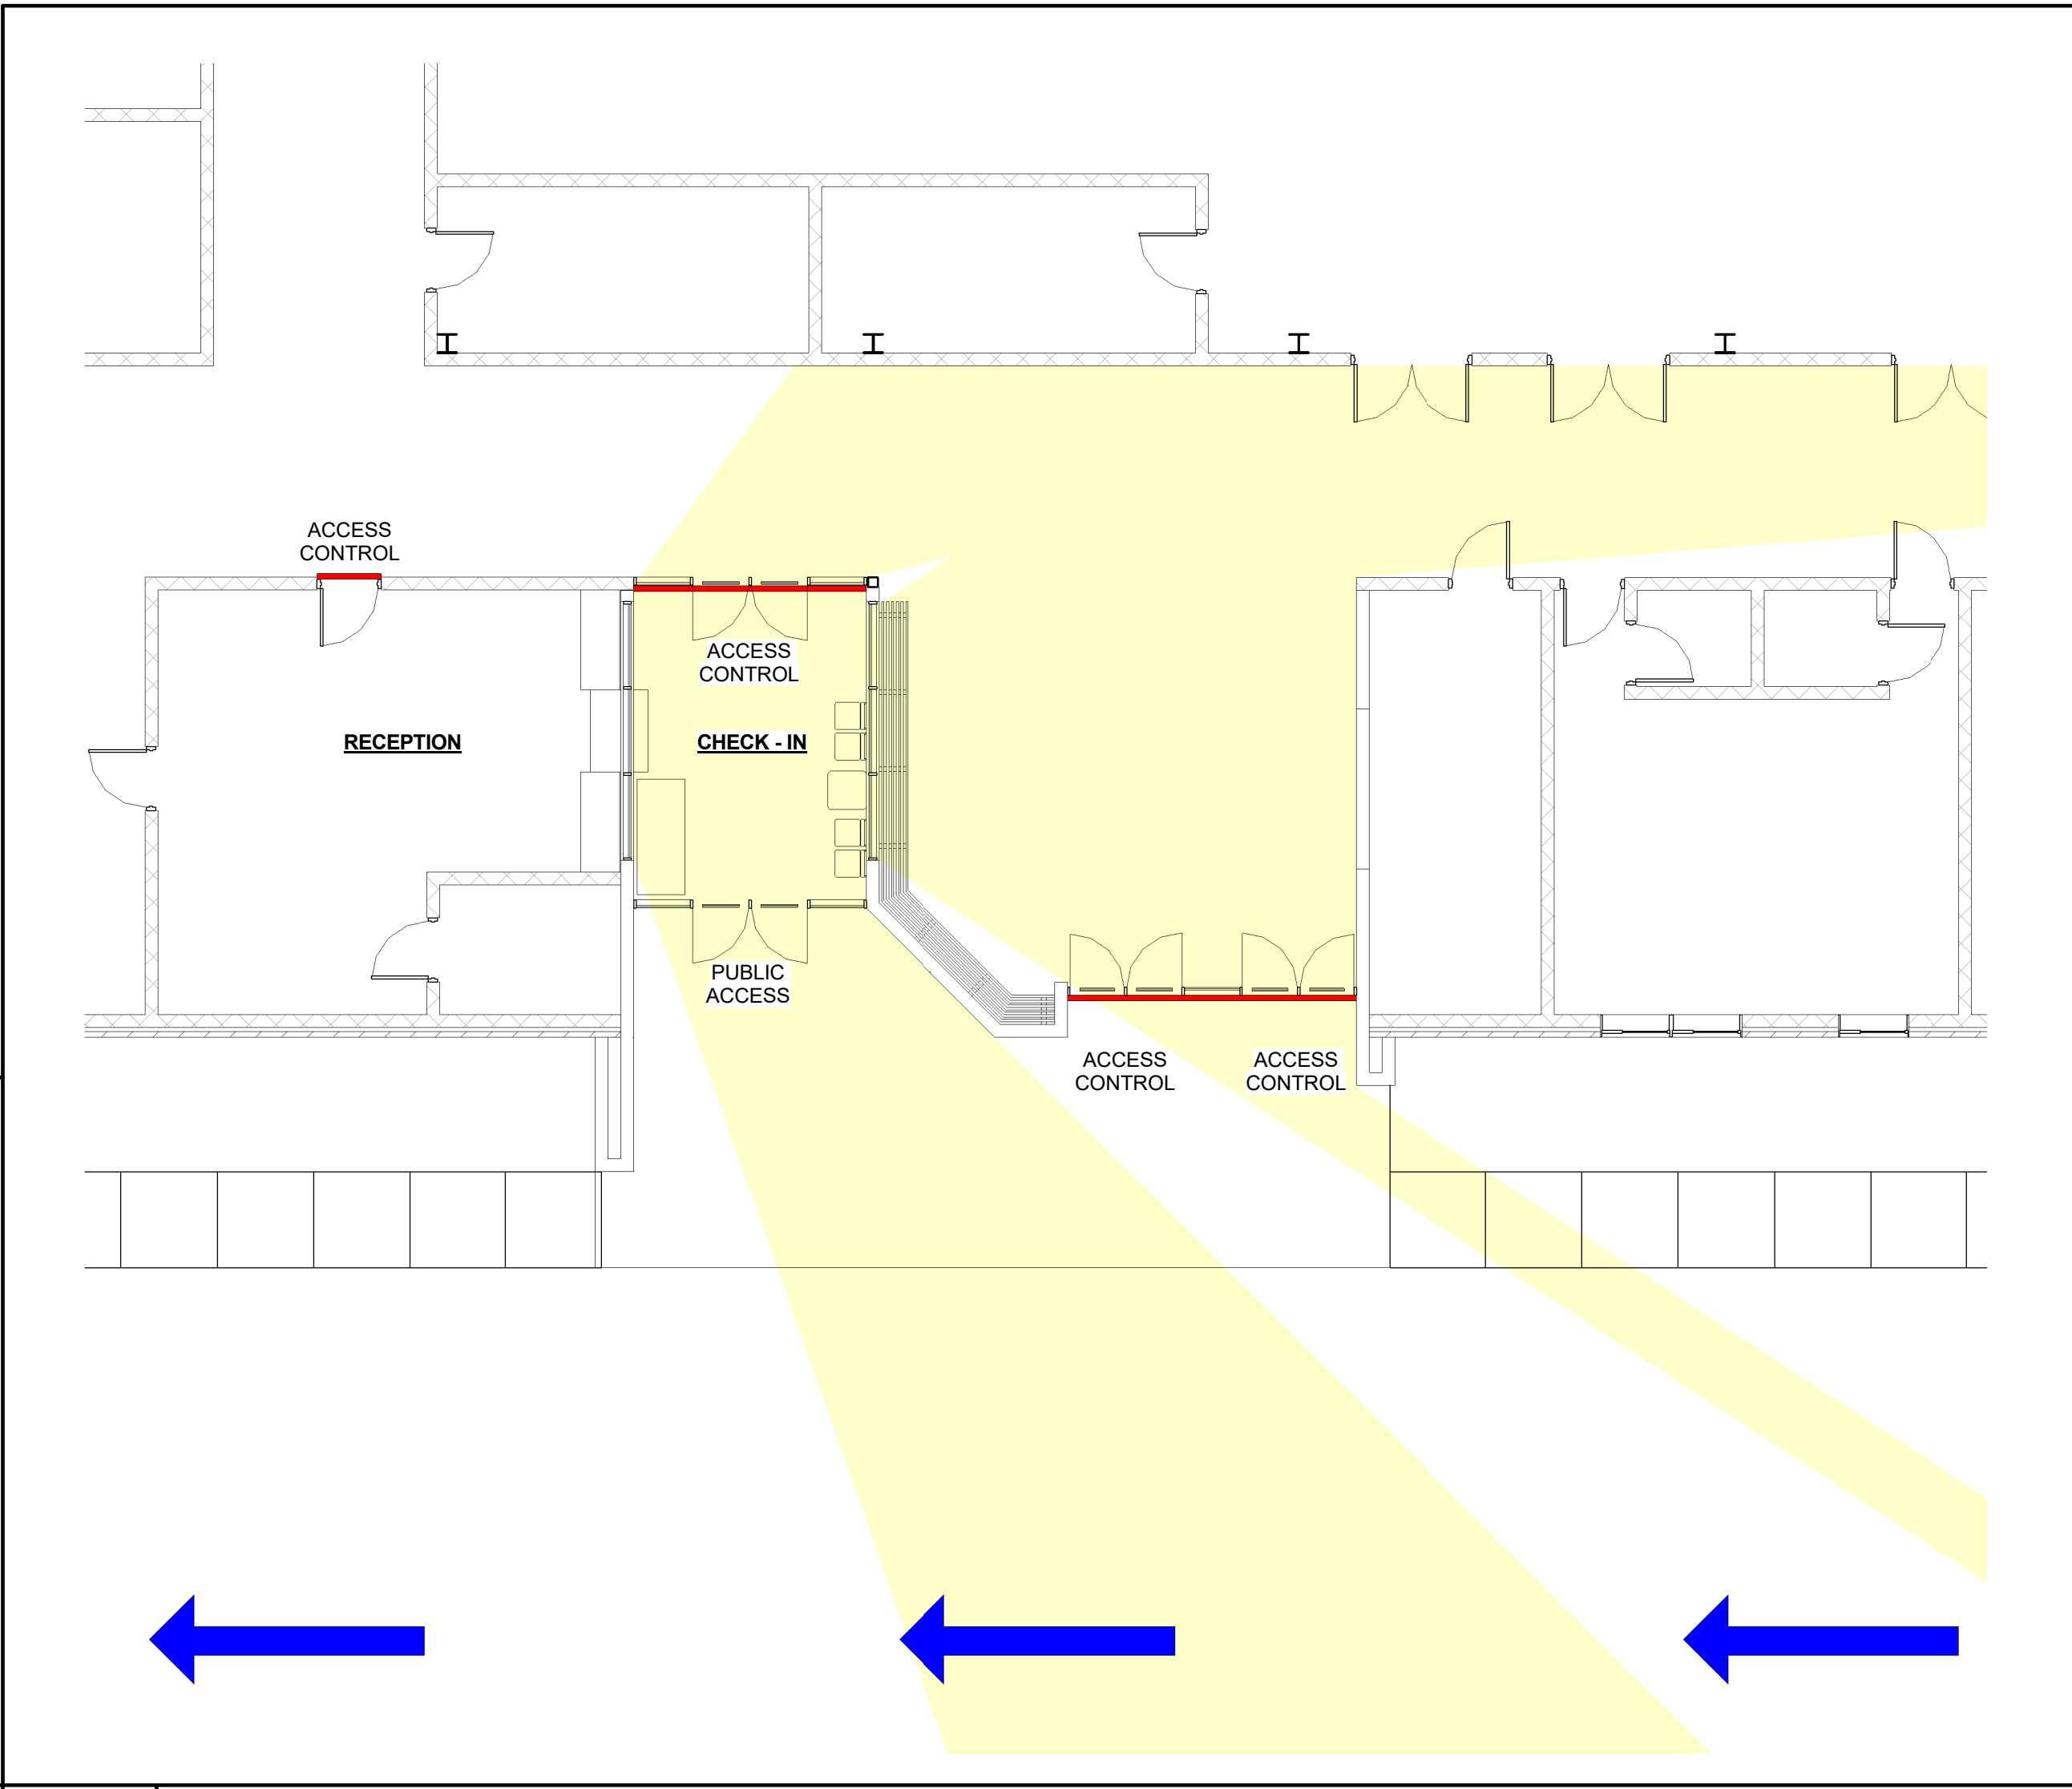 ACCESS
CONTROL
ACCESS
CONTROL
RECEPTION
CHECK - IN
PUBLIC
ACCESS
ACCESS
CONTROL
ACCESS
CONTROL